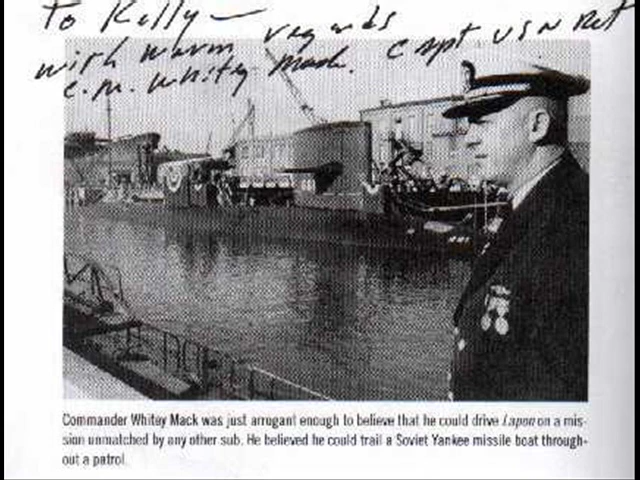 To Kelly —
with warm regards
C.M. Whitey Mack. Capt USN Ret
Commander Whitey Mack was just arrogant enough to believe that he could drive Lapon on a mis-
sion unmatched by any other sub. He believed he could trail a Soviet Yankee missile boat through-
out a patrol.